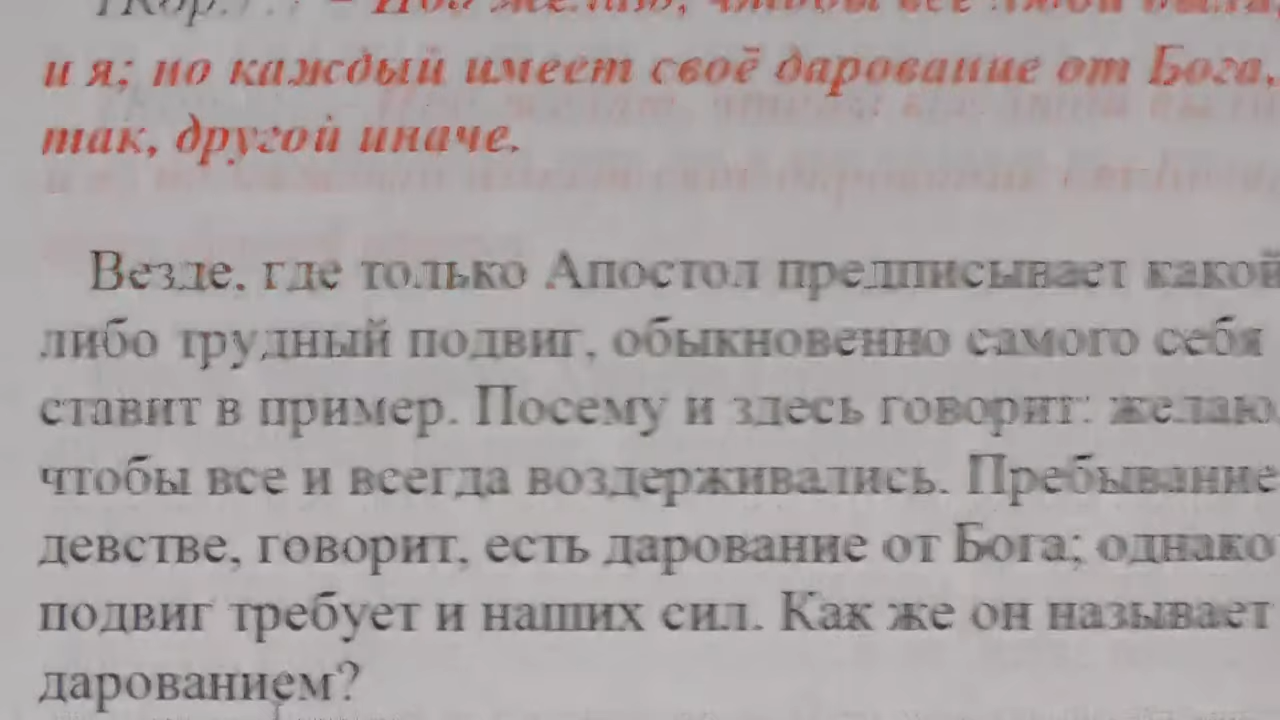 и я; но каждый имеет своё дарование от Бога,
так, другой иначе.
Везде, где только Апостол предписывает какой
либо трудный подвиг, обыкновенно самого себя
ставит в пример. Посему и здесь говорит: желаю,
чтобы все и всегда воздерживались. Пребывание
девстве, говорит, есть дарование от Бога; однако
подвиг требует и наших сил. Как же он называет
дарованием?